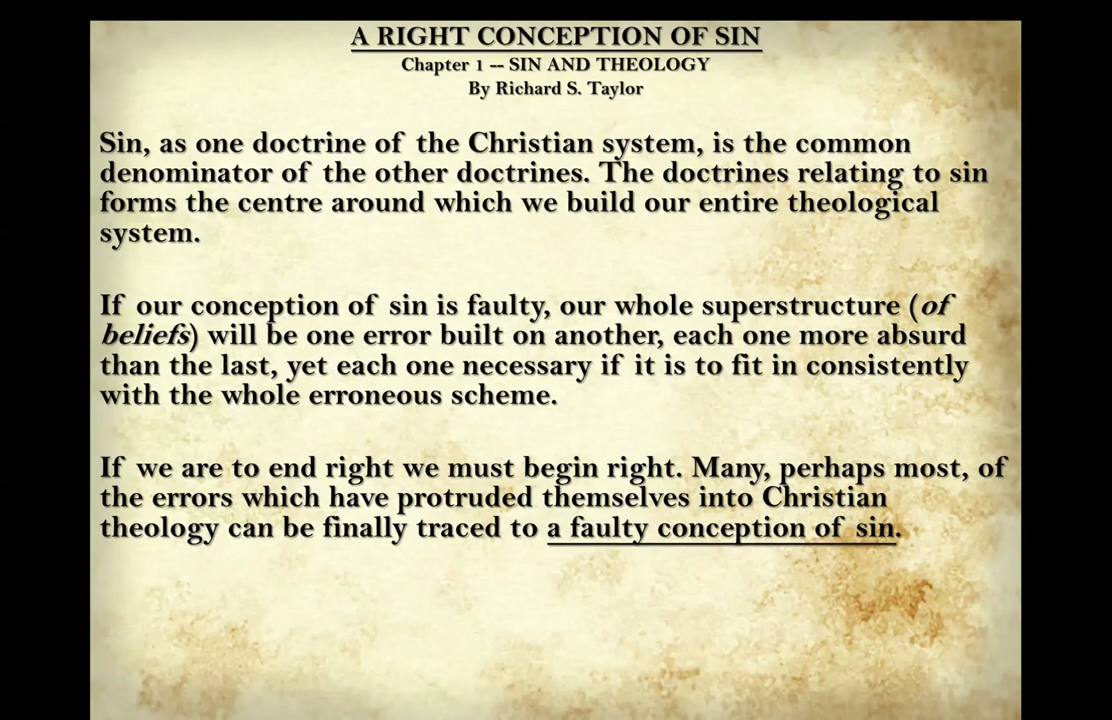 A RIGHT CONCEPTION OF SIN
Chapter 1 -- SIN AND THEOLOGY
By Richard S. Taylor
Sin, as one doctrine of the Christian system, is the common
denominator of the other doctrines. The doctrines relating to sin
forms the centre around which we build our entire theological
system.
If our conception of sin is faulty, our whole superstructure (of
beliefs) will be one error built on another, each one more absurd
than the last, yet each one necessary if it is to fit in consistently
with the whole erroneous scheme.
If we are to end right we must begin right. Many, perhaps most, of
the errors which have protruded themselves into Christian
theology can be finally traced to a faulty conception of sin.